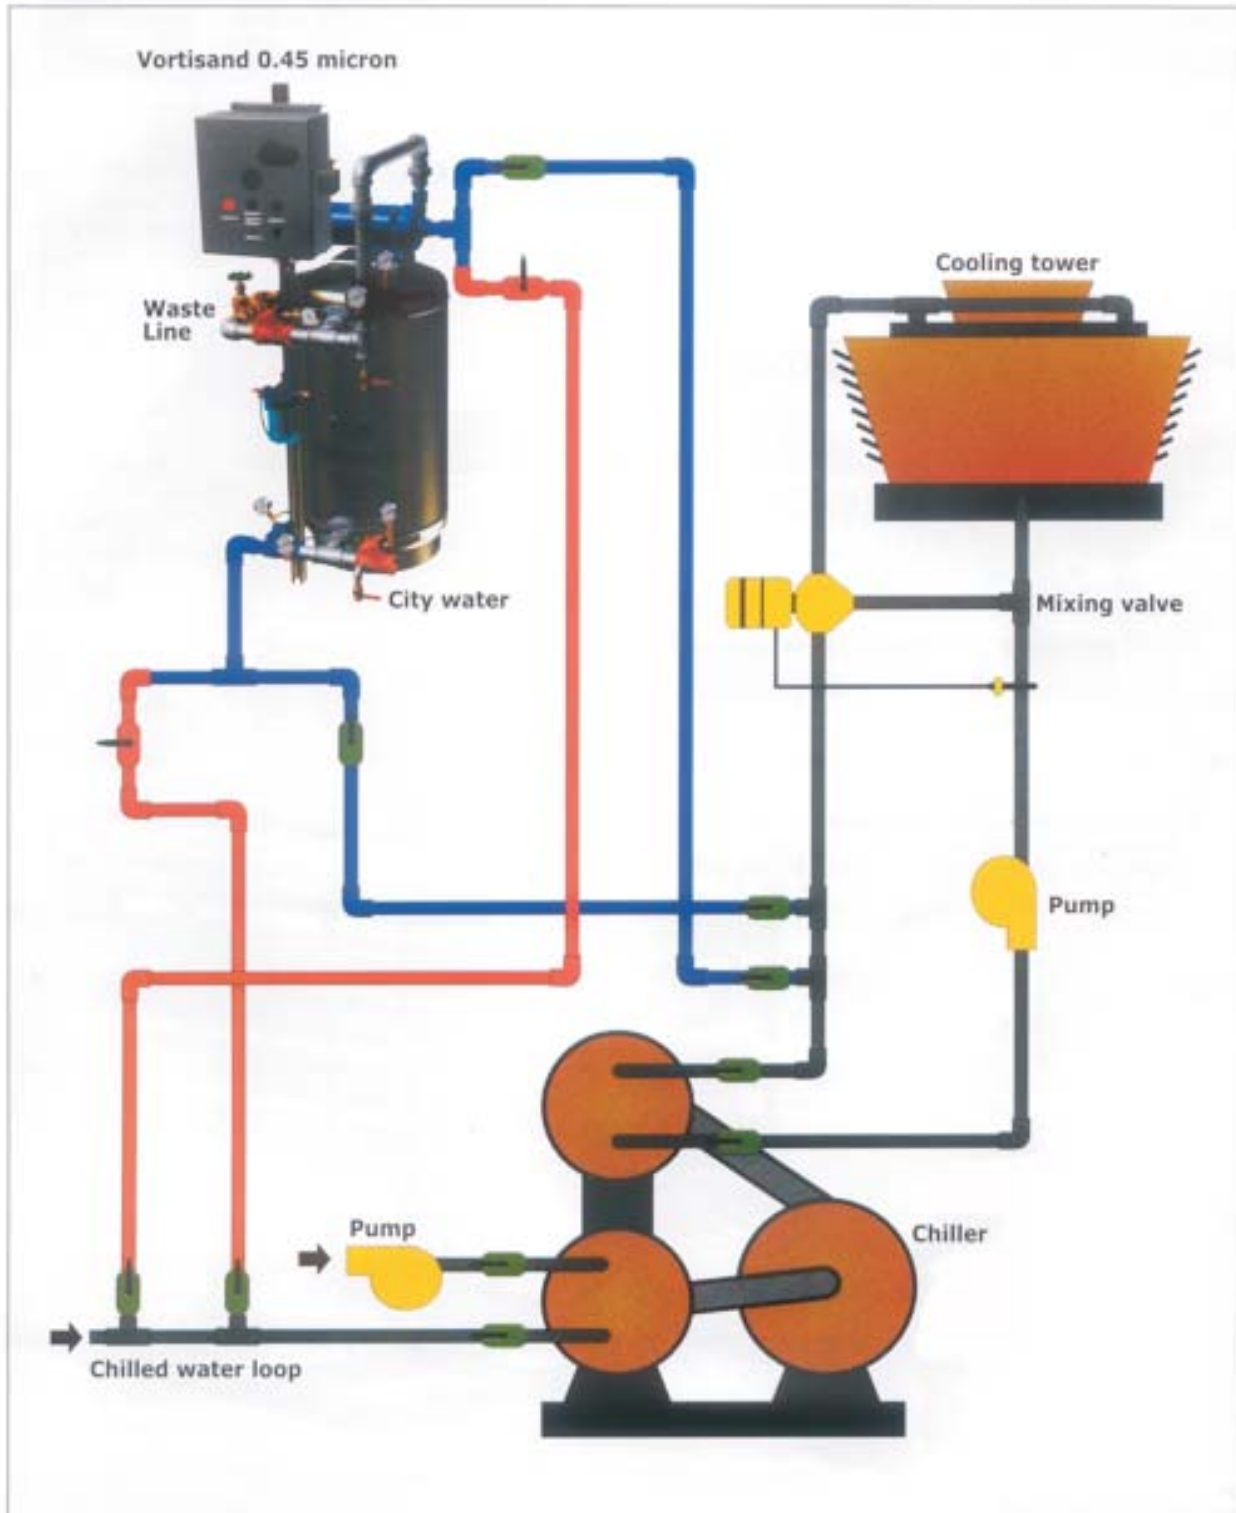 Vortisand 0.45 micron
Cooling tower
Waste
Line
City water
Mixing valve
Pump
Pump
Chiller
Chilled water loop